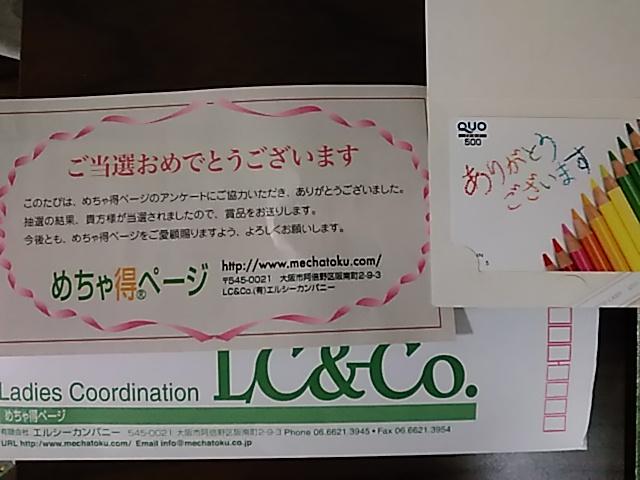 ご当選おめでとうございます
このたびは、めちゃ得ページのアンケートにご協力いただき、ありがとうございました。
抽選の結果、貴方様が当選されましたので、賞品をお送りします。
今後とも、めちゃ得ページをご愛顧賜りますよう、よろしくお願いします。
めちゃ得®ページ
http://www.mechatoku.com/
〒545-0021 大阪市阿倍野区阪南町2-9-3
LC&Co.(有)エルシーカンパニー
QUO
500
ありがとう
ございます
Ladies Coordination LC&Co.
めちゃ得ページ
有限会社 エルシーカンパニー 545-0021 大阪市阿倍野区阪南町2-9-3 Phone 06.6621.3945・Fax 06.6621.3954
URL http://www.mechatoku.com/ Email info@mechatoku.co.jp